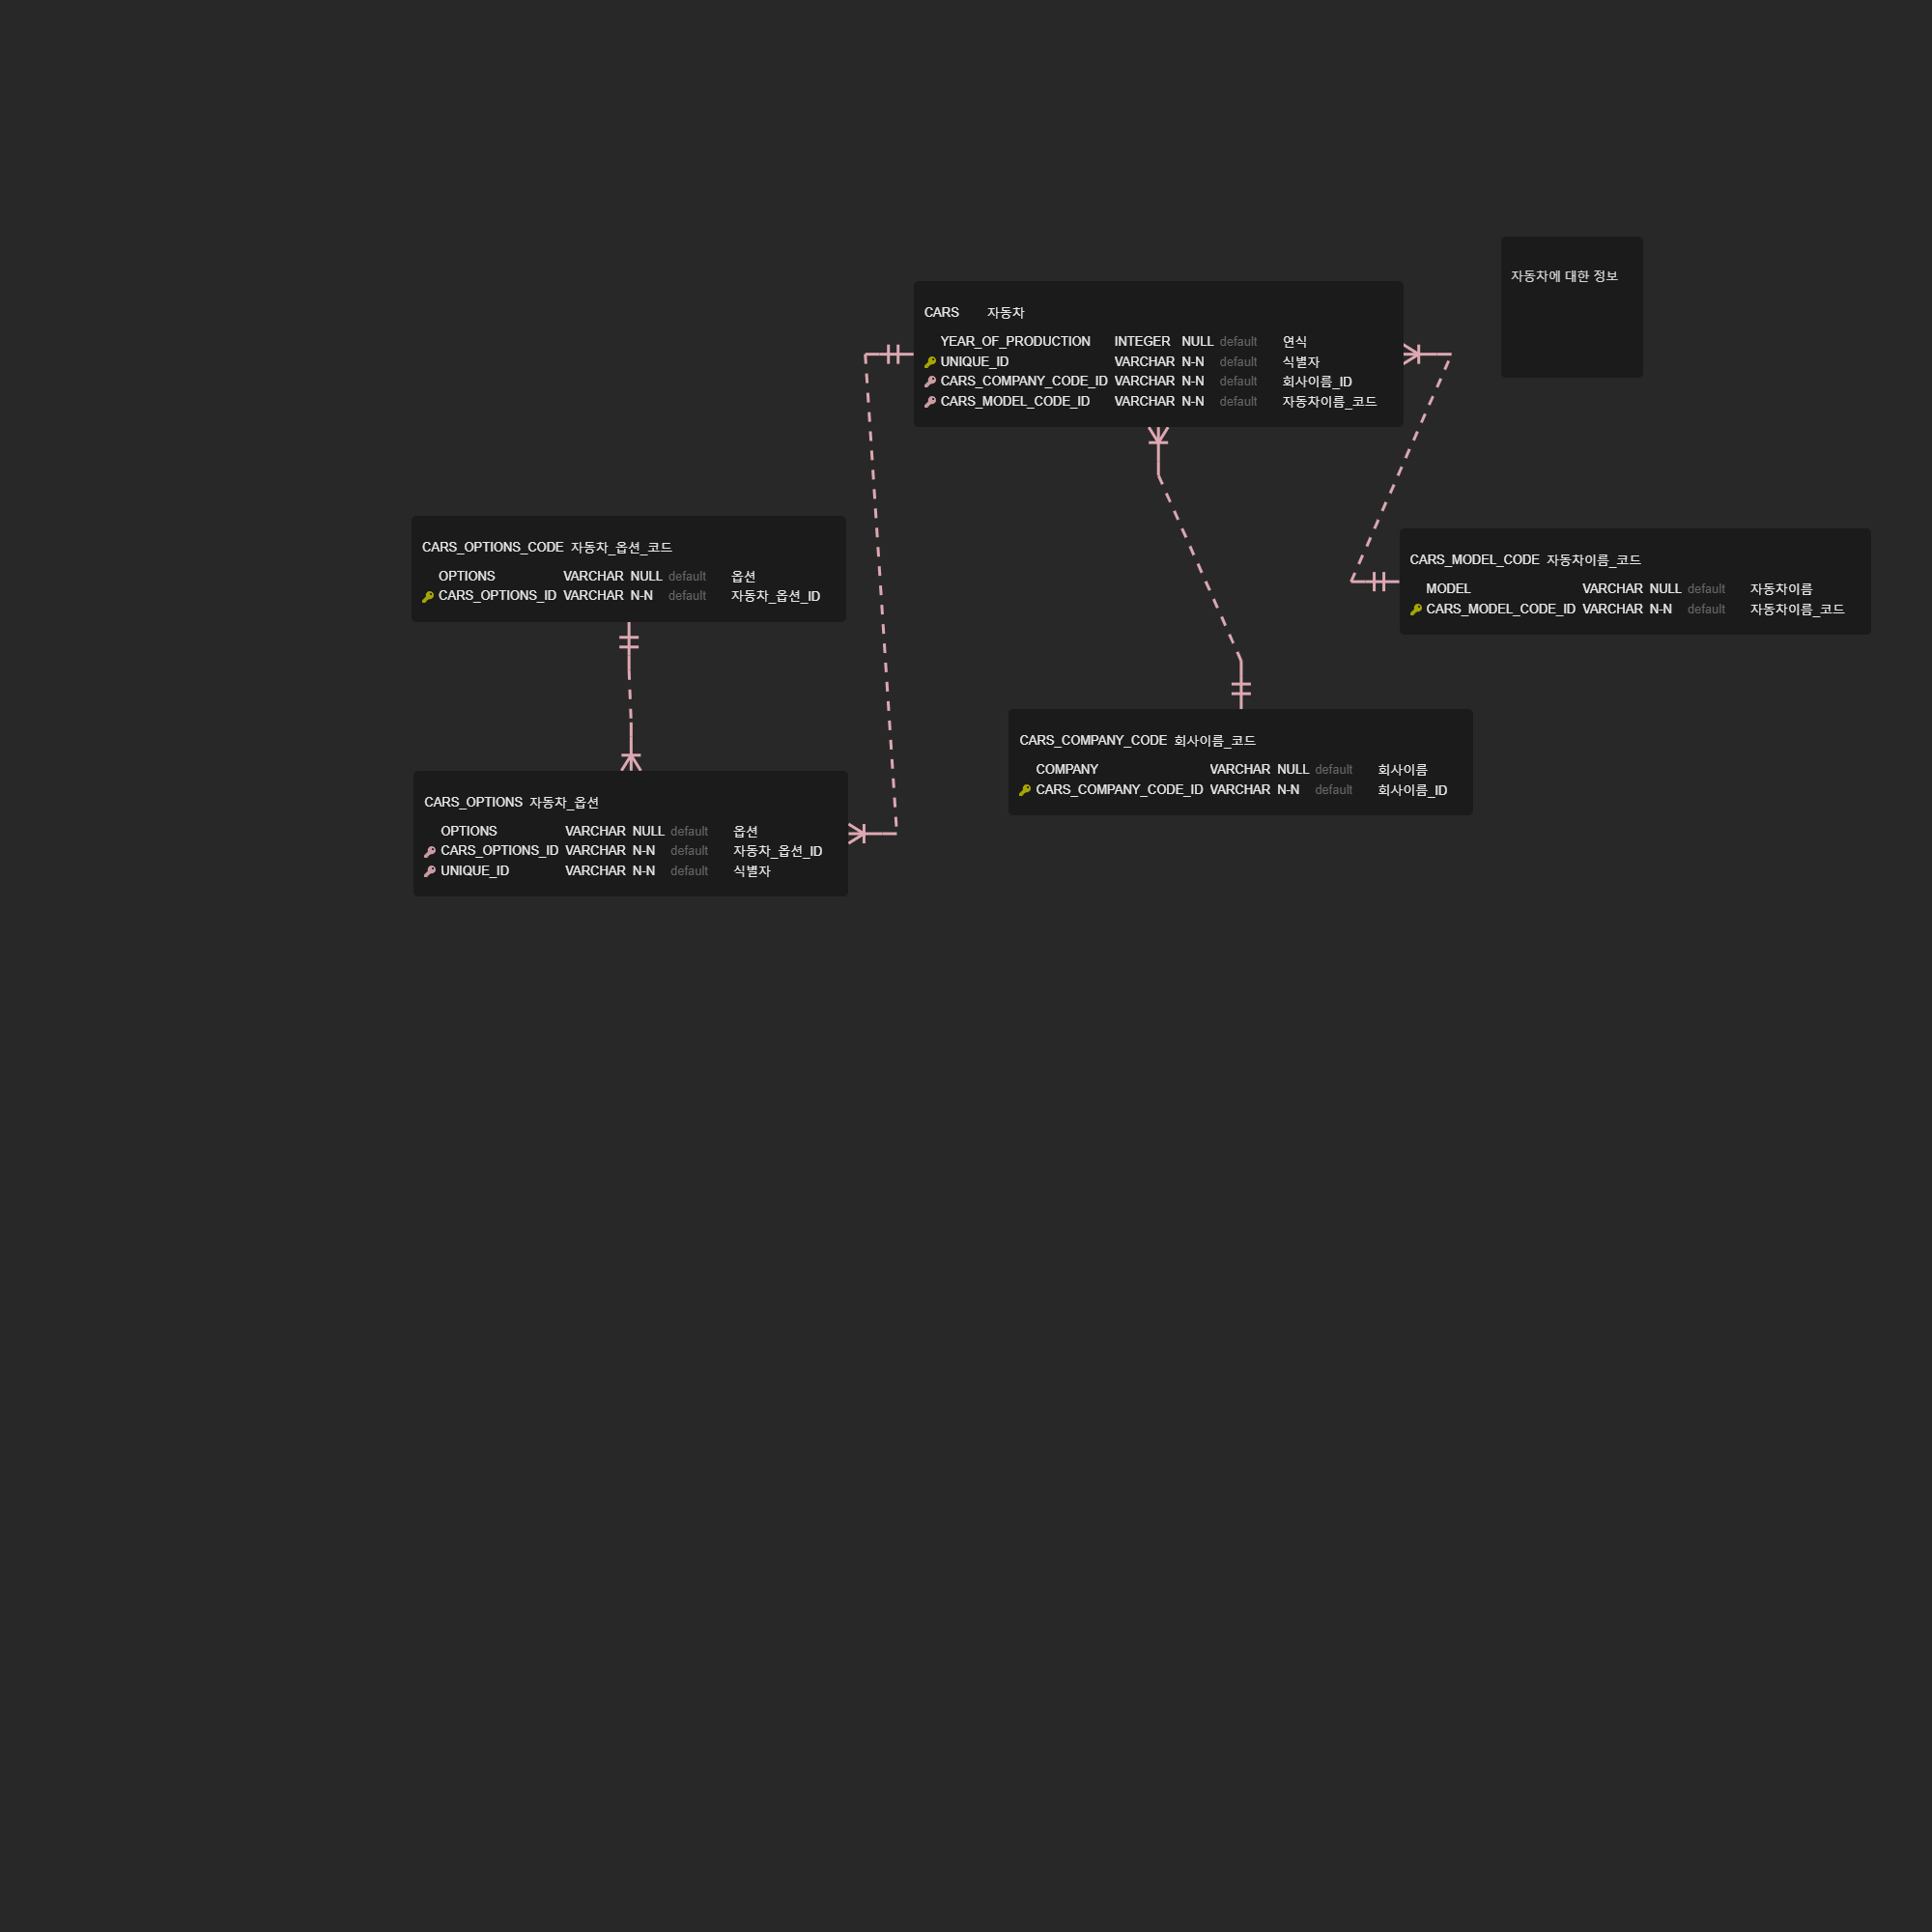 자동차에 대한 정보
CARS 자동차
YEAR_OF_PRODUCTION INTEGER NULL default 연식
UNIQUE_ID VARCHAR N-N default 식별자
CARS_COMPANY_CODE_ID VARCHAR N-N default 회사이름_ID
CARS_MODEL_CODE_ID VARCHAR N-N default 자동차이름_코드
CARS_OPTIONS_CODE 자동차_옵션_코드
OPTIONS VARCHAR NULL default 옵션
CARS_OPTIONS_ID VARCHAR N-N default 자동차_옵션_ID
CARS_MODEL_CODE 자동차이름_코드
MODEL VARCHAR NULL default 자동차이름
CARS_MODEL_CODE_ID VARCHAR N-N default 자동차이름_코드
CARS_COMPANY_CODE 회사이름_코드
COMPANY VARCHAR NULL default 회사이름
CARS_COMPANY_CODE_ID VARCHAR N-N default 회사이름_ID
CARS_OPTIONS 자동차_옵션
OPTIONS VARCHAR NULL default 옵션
CARS_OPTIONS_ID VARCHAR N-N default 자동차_옵션_ID
UNIQUE_ID VARCHAR N-N default 식별자